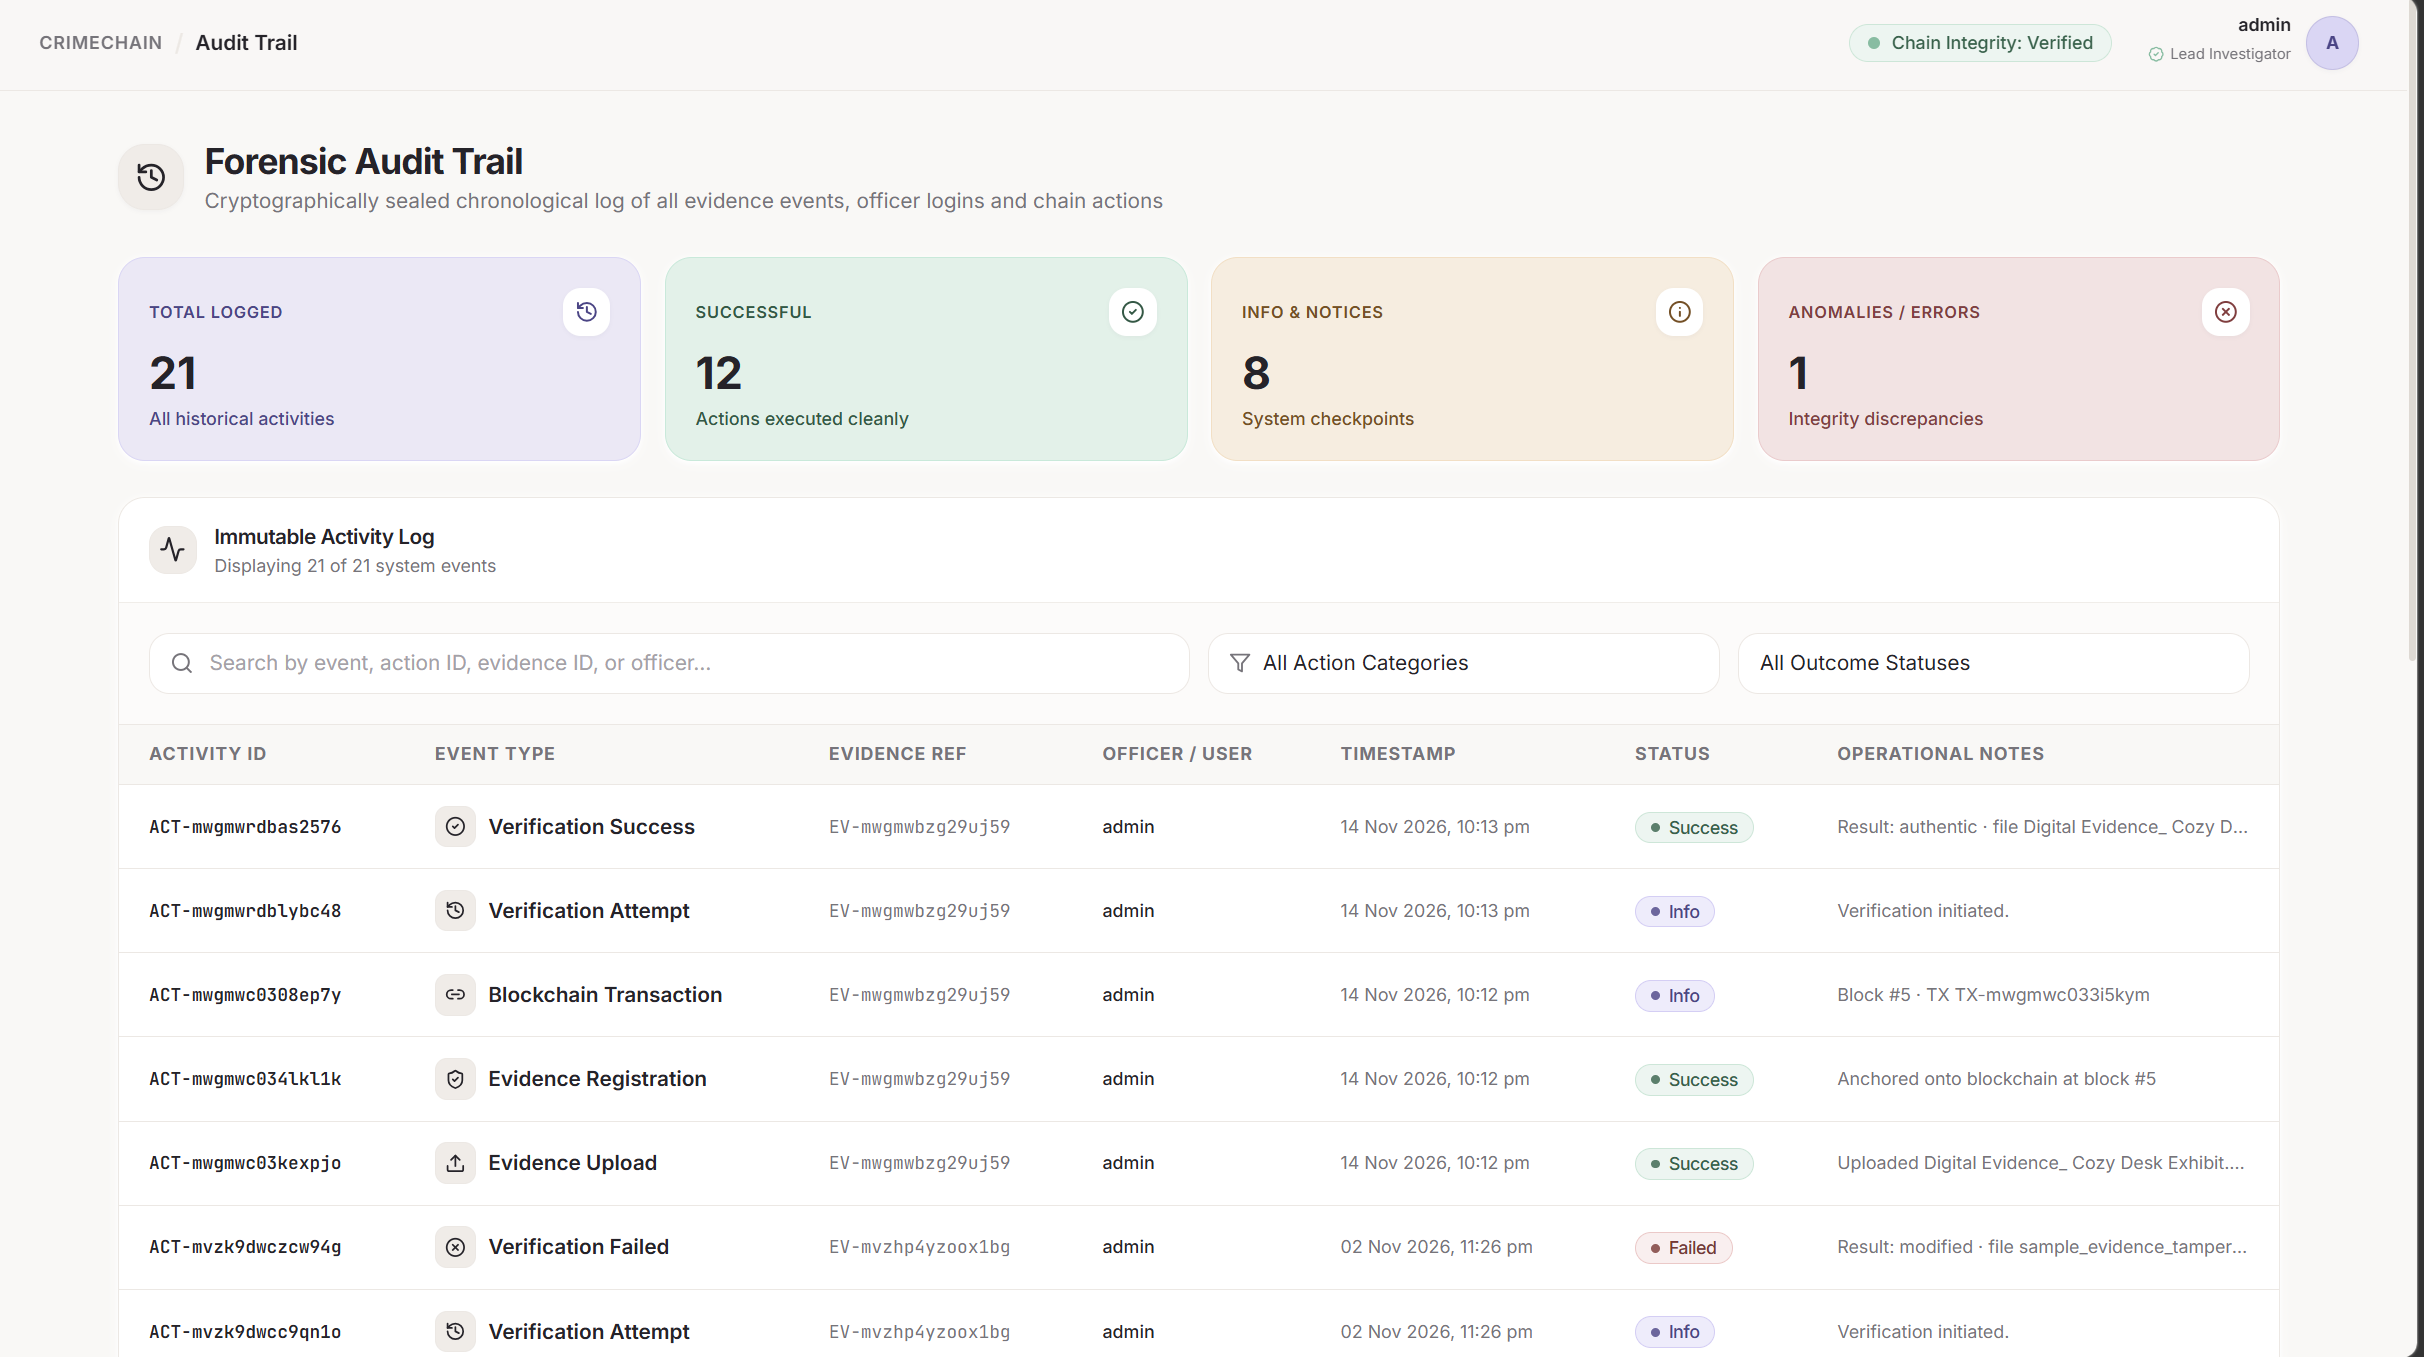 CRIMECHAIN / Audit Trail
Chain Integrity: Verified
admin
Lead Investigator
A
Forensic Audit Trail
Cryptographically sealed chronological log of all evidence events, officer logins and chain actions
TOTAL LOGGED
21
All historical activities
SUCCESSFUL
12
Actions executed cleanly
INFO & NOTICES
8
System checkpoints
ANOMALIES / ERRORS
1
Integrity discrepancies
Immutable Activity Log
Displaying 21 of 21 system events
Search by event, action ID, evidence ID, or officer...
All Action Categories
All Outcome Statuses
ACTIVITY ID EVENT TYPE EVIDENCE REF OFFICER / USER TIMESTAMP STATUS OPERATIONAL NOTES
ACT-mwgmwrdbas2576 Verification Success EV-mwgmwbzg29uj59 admin 14 Nov 2026, 10:13 pm Success Result: authentic · file Digital Evidence_ Cozy D...
ACT-mwgmwrdblybc48 Verification Attempt EV-mwgmwbzg29uj59 admin 14 Nov 2026, 10:13 pm Info Verification initiated.
ACT-mwgmwc0308ep7y Blockchain Transaction EV-mwgmwbzg29uj59 admin 14 Nov 2026, 10:12 pm Info Block #5 · TX TX-mwgmwc033i5kym
ACT-mwgmwc034lkl1k Evidence Registration EV-mwgmwbzg29uj59 admin 14 Nov 2026, 10:12 pm Success Anchored onto blockchain at block #5
ACT-mwgmwc03kexpjo Evidence Upload EV-mwgmwbzg29uj59 admin 14 Nov 2026, 10:12 pm Success Uploaded Digital Evidence_ Cozy Desk Exhibit....
ACT-mvzk9dwczcw94g Verification Failed EV-mvzhp4yzoox1bg admin 02 Nov 2026, 11:26 pm Failed Result: modified · file sample_evidence_tamper...
ACT-mvzk9dwcc9qn1o Verification Attempt EV-mvzhp4yzoox1bg admin 02 Nov 2026, 11:26 pm Info Verification initiated.